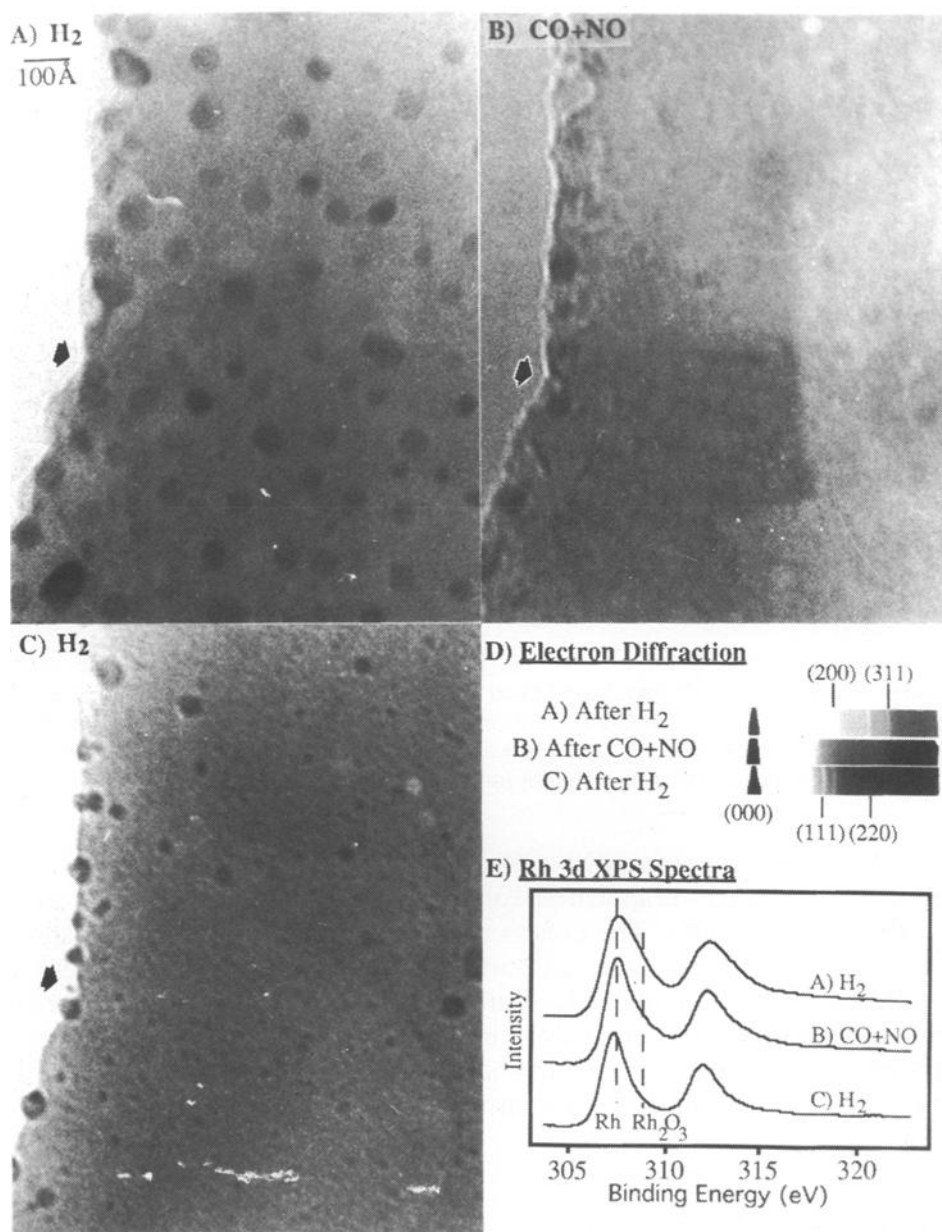 A) H2
100Å
B) CO+NO
C) H2
D) Electron Diffraction
(200) (311)
A) After H2
B) After CO+NO
C) After H2
(000)
(111) (220)
E) Rh 3d XPS Spectra
Intensity
A) H2
B) CO+NO
C) H2
Rh Rh2O3
305 310 315 320
Binding Energy (eV)